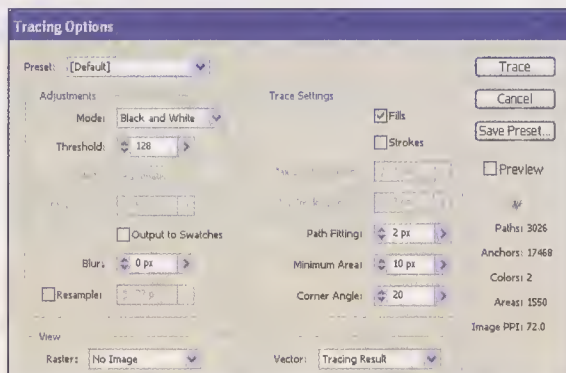 Tracing Options
Preset: [Default]
Trace
Adjustments
Trace Settings
Cancel
Mode: Black and White
Fills
Save Preset...
Threshold: 128
Strokes
Preview
Output to Swatches
Path Fitting: 2 px
Paths: 3026
Blur: 0 px
Minimum Area: 10 px
Anchors: 17468
Colors: 2
Resample:
Corner Angle: 20
Areas: 1550
View
Image PPI: 72.0
Raster: No Image
Vector: Tracing Result